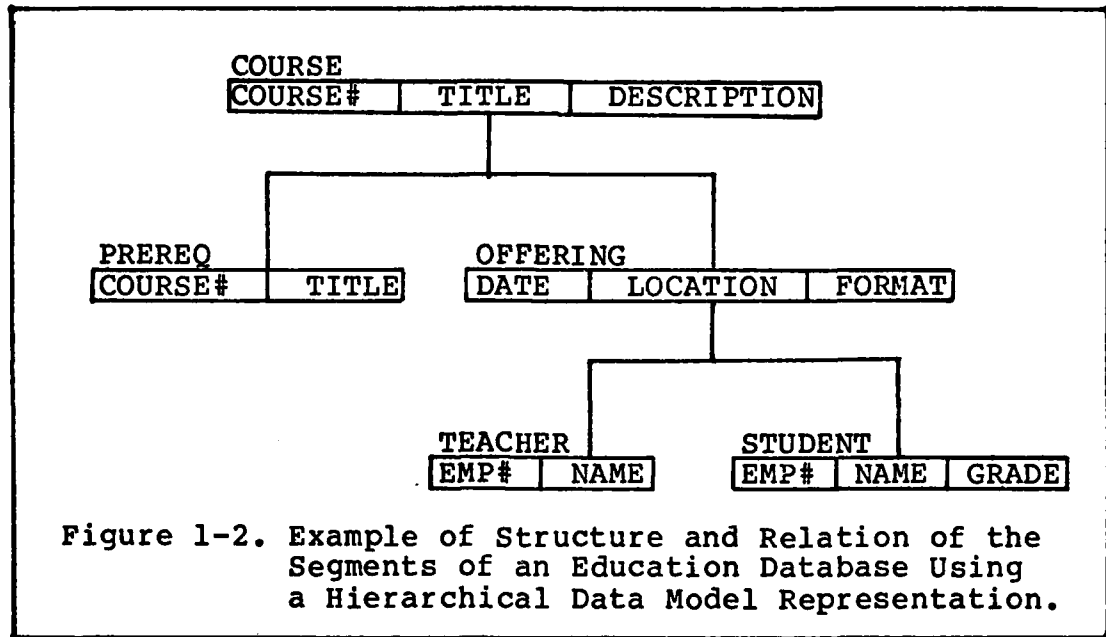 COURSE
COURSE# TITLE DESCRIPTION
PREREQ OFFERING
COURSE# TITLE DATE LOCATION FORMAT
TEACHER STUDENT
EMP# NAME EMP# NAME GRADE
Figure 1-2. Example of Structure and Relation of the
Segments of an Education Database Using
a Hierarchical Data Model Representation.